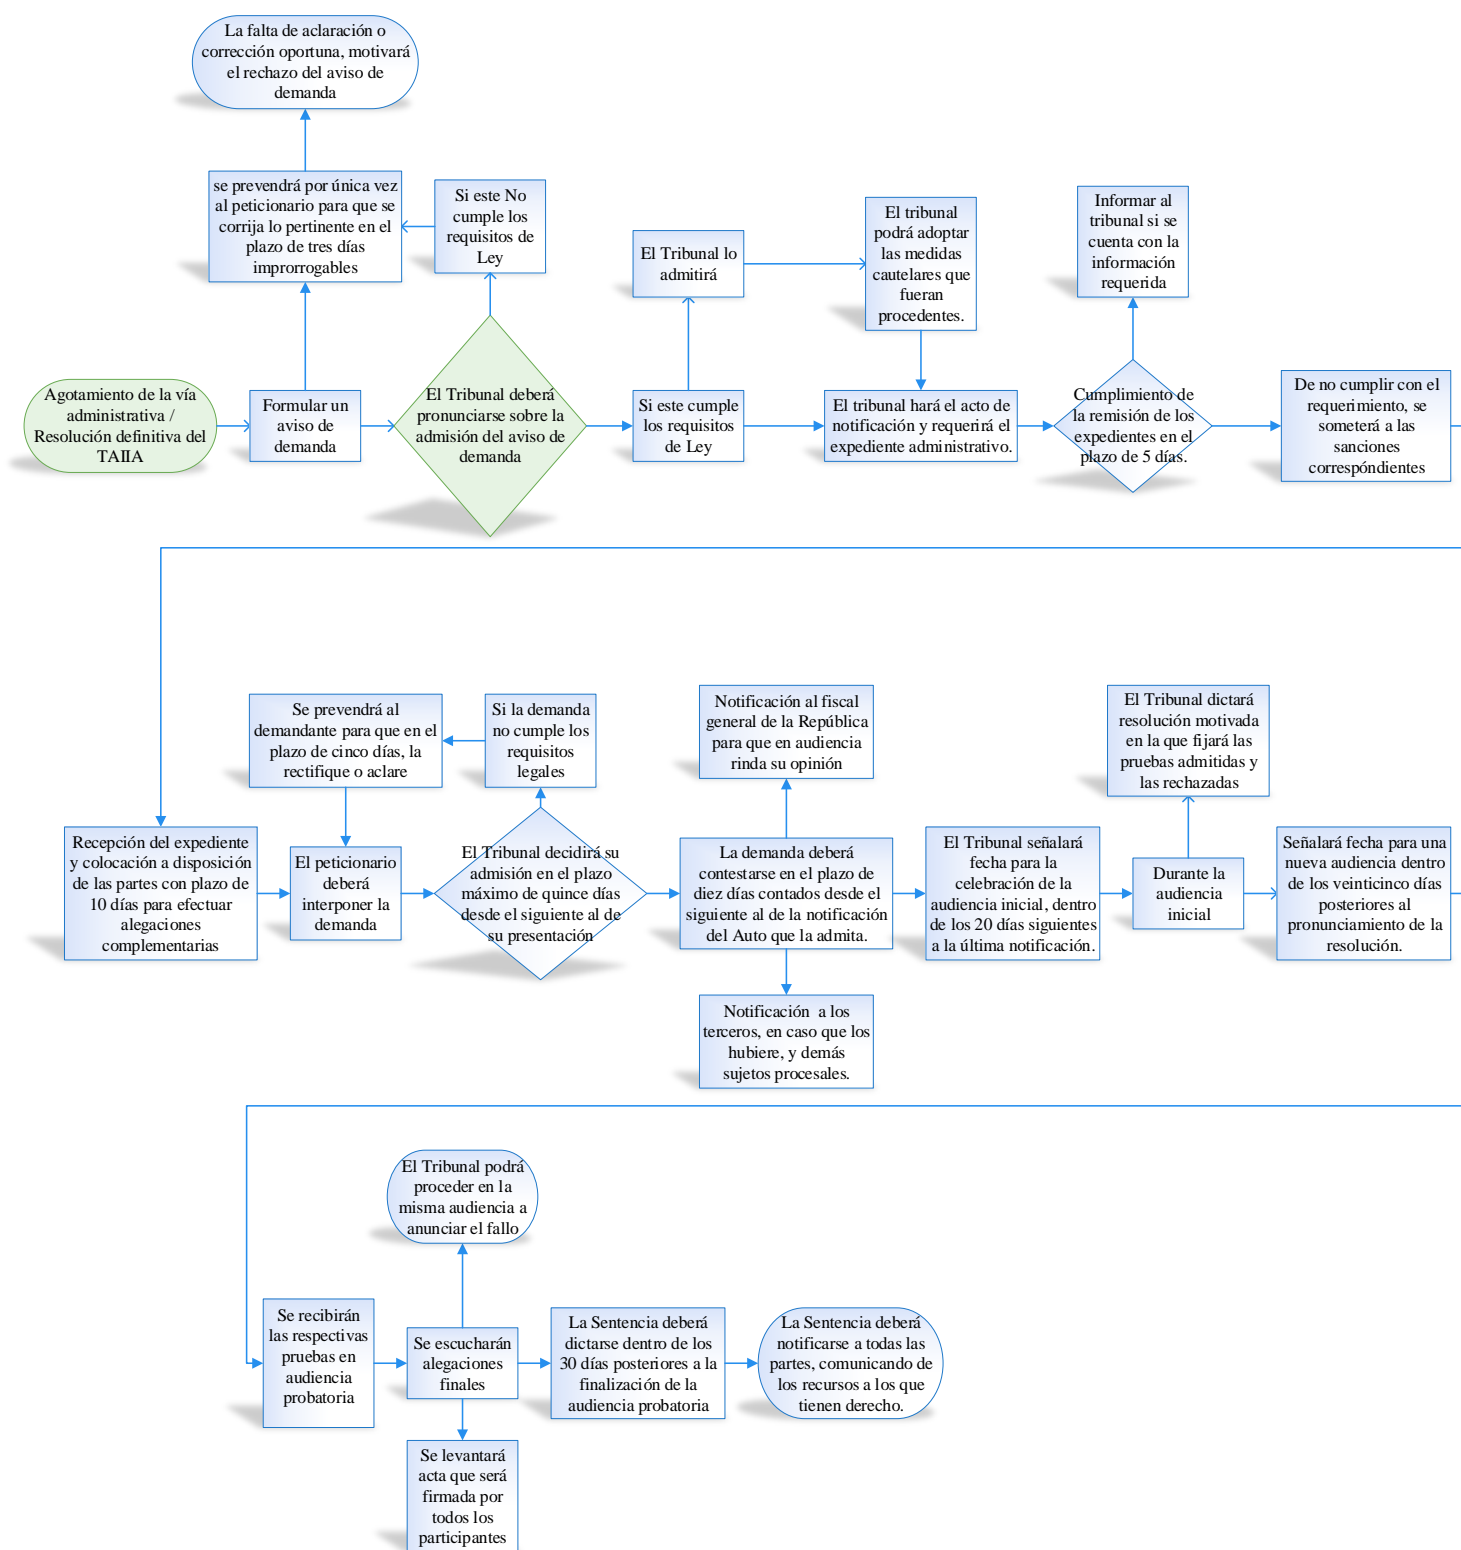 La falta de aclaración o
corrección oportuna, motivará
el rechazo del aviso de
demanda
se prevendrá por única vez
al peticionario para que se
corrija lo pertinente en el
plazo de tres días
improrrogables
Si este No
cumple los
requisitos de
Ley
El Tribunal lo
admitirá
El tribunal
podrá adoptar
las medidas
cautelares que
fueran
procedentes.
Informar al
tribunal si se
cuenta con la
información
requerida
Agotamiento de la vía
administrativa /
Resolución definitiva del
TAIIA
Formular un
aviso de
demanda
El Tribunal deberá
pronunciarse sobre la
admisión del aviso de
demanda
Si este cumple
los requisitos
de Ley
El tribunal hará el acto de
notificación y requerirá el
expediente administrativo.
Cumplimiento de
la remisión de los
expedientes en el
plazo de 5 días.
De no cumplir con el
requerimiento, se
someterá a las
sanciones
correspóndientes
Se prevendrá al
demandante para que en el
plazo de cinco días, la
rectifique o aclare
Si la demanda
no cumple los
requisitos
legales
Notificación al fiscal
general de la República
para que en audiencia
rinda su opinión
El Tribunal dictará
resolución motivada
en la que fijará las
pruebas admitidas y
las rechazadas
Recepción del expediente
y colocación a disposición
de las partes con plazo de
10 días para efectuar
alegaciones
complementarias
El peticionario
deberá
interponer la
demanda
El Tribunal decidirá su
admisión en el plazo
máximo de quince días
desde el siguiente al de
su presentación
La demanda deberá
contestarse en el plazo de
diez días contados desde el
siguiente al de la notificación
del Auto que la admita.
El Tribunal señalará
fecha para la
celebración de la
audiencia inicial, dentro
de los 20 días siguientes
a la última notificación.
Durante la
audiencia
inicial
Señalará fecha para una
nueva audiencia dentro
de los veinticinco días
posteriores al
pronunciamiento de la
resolución.
Notificación  a los
terceros, en caso que los
hubiere, y demás
sujetos procesales.
El Tribunal podrá
proceder en la
misma audiencia a
anunciar el fallo
Se recibirán
las respectivas
pruebas en
audiencia
probatoria
Se escucharán
alegaciones
finales
La Sentencia deberá
dictarse dentro de los
30 días posteriores a la
finalización de la
audiencia probatoria
La Sentencia deberá
notificarse a todas las
partes, comunicando de
los recursos a los que
tienen derecho.
Se levantará
acta que será
firmada por
todos los
participantes